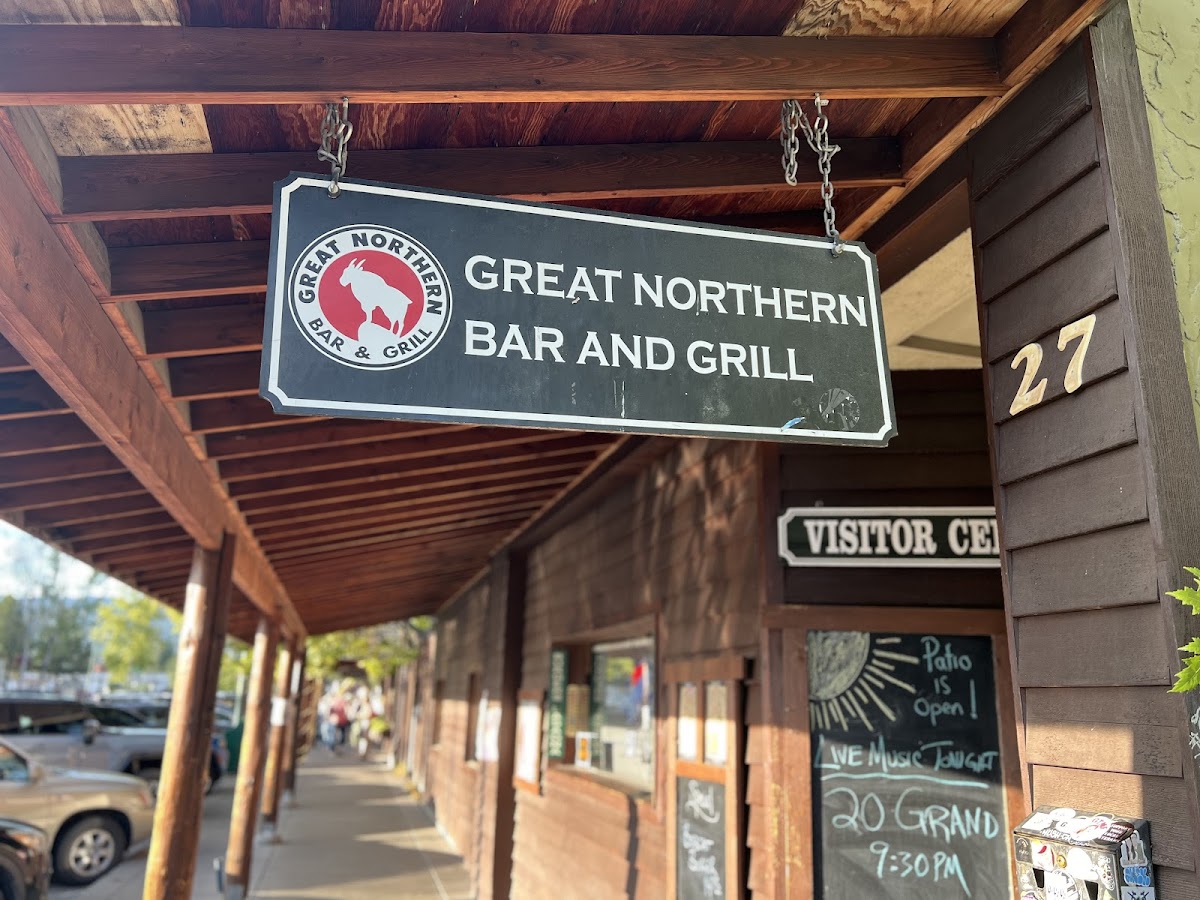 GREAT NORTHERN
BAR & GRILL
GREAT NORTHERN
BAR AND GRILL
27
VISITOR CE
Patio
IS
Open!
LIVE MUSIC TONIGHT
20 GRAND
9:30PM